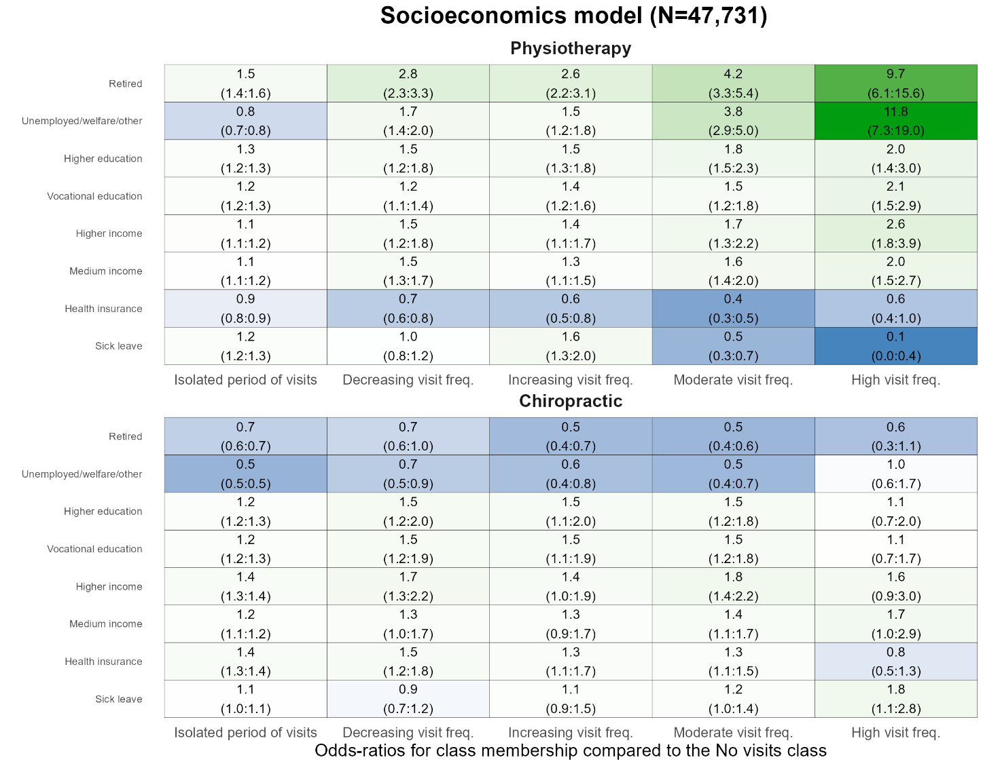 Socioeconomics model (N=47,731)
Physiotherapy
Retired 1.5 2.8 2.6 4.2 9.7
(1.4:1.6) (2.3:3.3) (2.2:3.1) (3.3:5.4) (6.1:15.6)
Unemployed/welfare/other 0.8 1.7 1.5 3.8 11.8
(0.7:0.8) (1.4:2.0) (1.2:1.8) (2.9:5.0) (7.3:19.0)
Higher education 1.3 1.5 1.5 1.8 2.0
(1.2:1.3) (1.2:1.8) (1.3:1.8) (1.5:2.3) (1.4:3.0)
Vocational education 1.2 1.2 1.4 1.5 2.1
(1.2:1.3) (1.1:1.4) (1.2:1.6) (1.2:1.8) (1.5:2.9)
Higher income 1.1 1.5 1.4 1.7 2.6
(1.1:1.2) (1.2:1.8) (1.1:1.7) (1.3:2.2) (1.8:3.9)
Medium income 1.1 1.5 1.3 1.6 2.0
(1.1:1.2) (1.3:1.7) (1.1:1.5) (1.4:2.0) (1.5:2.7)
Health insurance 0.9 0.7 0.6 0.4 0.6
(0.8:0.9) (0.6:0.8) (0.5:0.8) (0.3:0.5) (0.4:1.0)
Sick leave 1.2 1.0 1.6 0.5 0.1
(1.2:1.3) (0.8:1.2) (1.3:2.0) (0.3:0.7) (0.0:0.4)
Isolated period of visits Decreasing visit freq. Increasing visit freq. Moderate visit freq. High visit freq.
Chiropractic
Retired 0.7 0.7 0.5 0.5 0.6
(0.6:0.7) (0.6:1.0) (0.4:0.7) (0.4:0.6) (0.3:1.1)
Unemployed/welfare/other 0.5 0.7 0.6 0.5 1.0
(0.5:0.5) (0.5:0.9) (0.4:0.8) (0.4:0.7) (0.6:1.7)
Higher education 1.2 1.5 1.5 1.5 1.1
(1.2:1.3) (1.2:2.0) (1.1:2.0) (1.2:1.8) (0.7:2.0)
Vocational education 1.2 1.5 1.5 1.5 1.1
(1.2:1.3) (1.2:1.9) (1.1:1.9) (1.2:1.8) (0.7:1.7)
Higher income 1.4 1.7 1.4 1.8 1.6
(1.3:1.4) (1.3:2.2) (1.0:1.9) (1.4:2.2) (0.9:3.0)
Medium income 1.2 1.3 1.3 1.4 1.7
(1.1:1.2) (1.0:1.7) (0.9:1.7) (1.1:1.7) (1.0:2.9)
Health insurance 1.4 1.5 1.3 1.3 0.8
(1.3:1.4) (1.2:1.8) (1.1:1.7) (1.1:1.5) (0.5:1.3)
Sick leave 1.1 0.9 1.1 1.2 1.8
(1.0:1.1) (0.7:1.2) (0.9:1.5) (1.0:1.4) (1.1:2.8)
Isolated period of visits Decreasing visit freq. Increasing visit freq. Moderate visit freq. High visit freq.
Odds-ratios for class membership compared to the No visits class